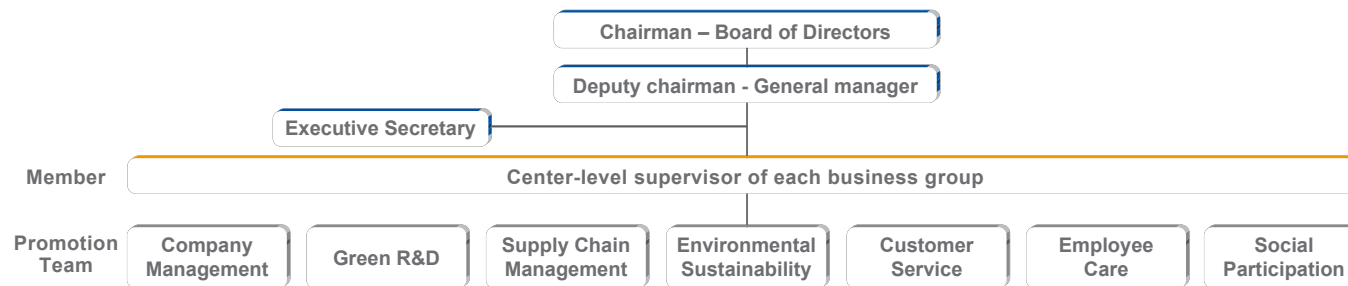 Chairman – Board of Directors
Deputy chairman - General manager
Executive Secretary
Member
Center-level supervisor of each business group
Promotion
Team
Company
Management
Green R&D
Supply Chain
Management
Environmental
Sustainability
Customer
Service
Employee
Care
Social
Participation